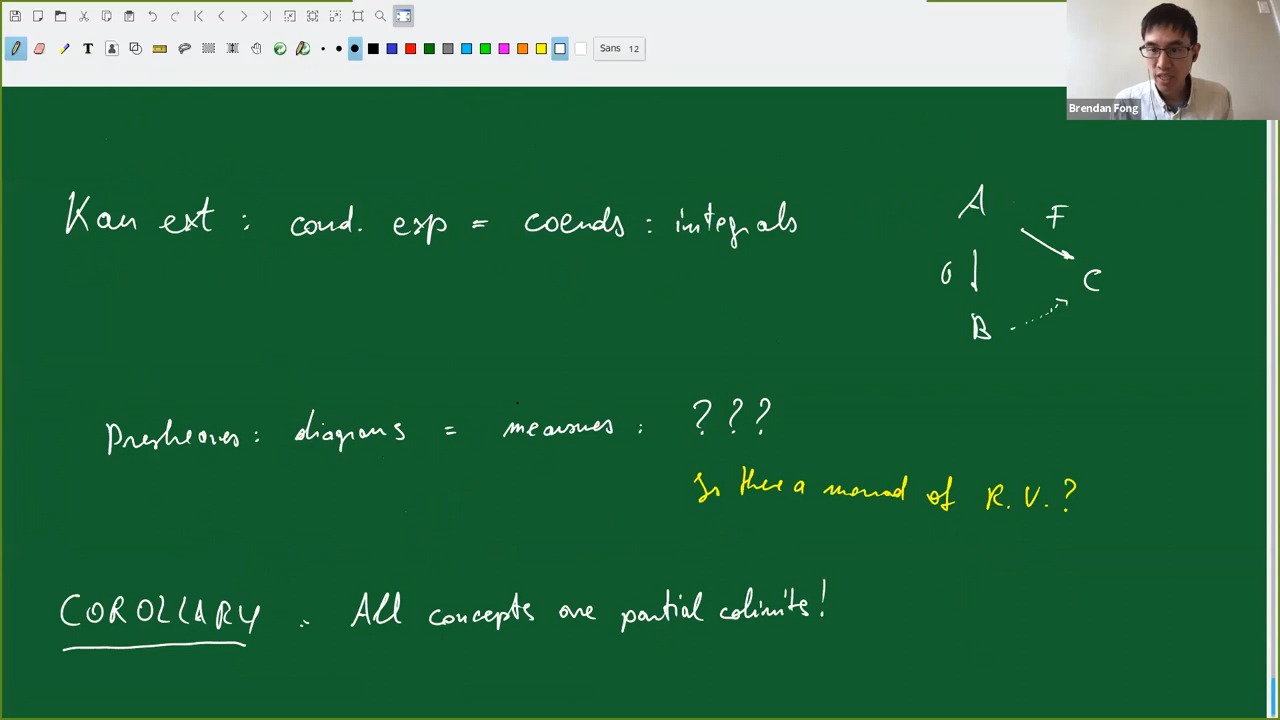 Sans 12
Brendan Fong
Kan ext : cond. exp = coends : integrals
A
F
G
C
B
Presheaves : diagrams = measures : ???
Is there a monad of R.V.?
COROLLARY : All concepts are partial colimits!